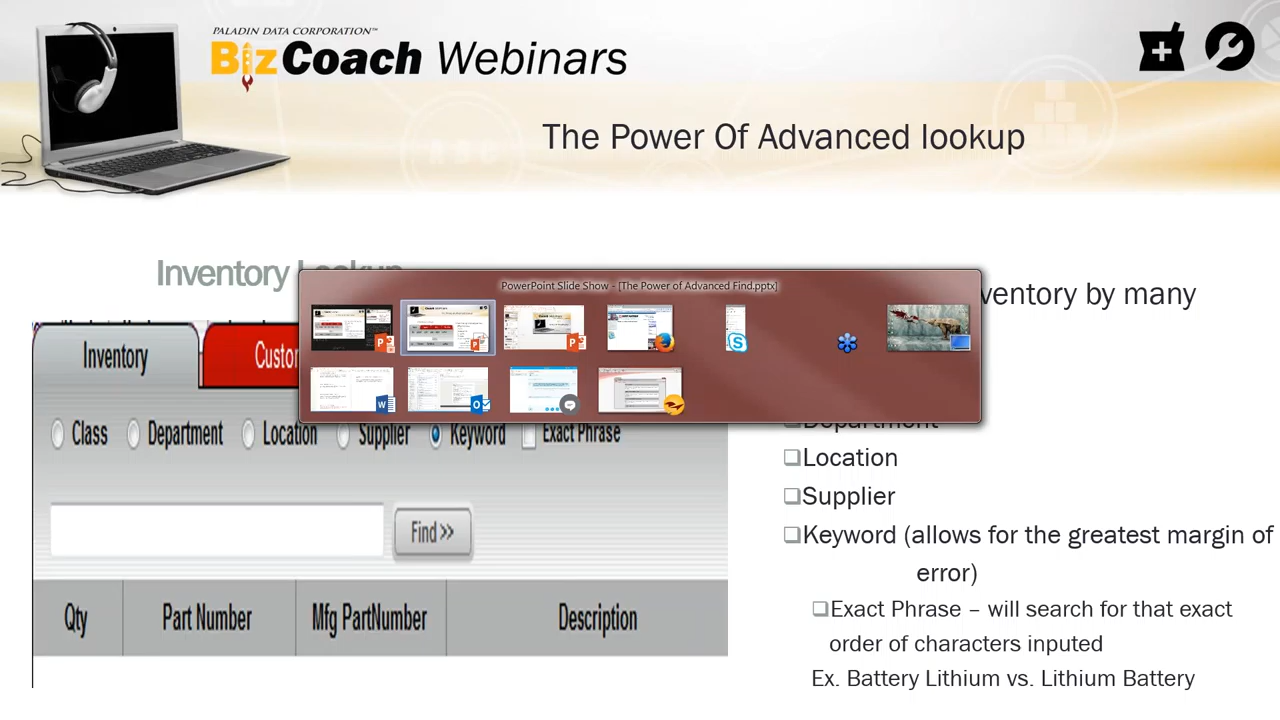 PALADIN DATA CORPORATION™
BizCoach Webinars
The Power Of Advanced lookup
Inventory Lookup
ventory by many
PowerPoint Slide Show - [The Power of Advanced Find.pptx]
Inventory
Custon
Class
Department
Location
Supplier
Keyword
Exact Phrase
Find >>
Qty
Part Number
Mfg PartNumber
Description
❑Department
❑Location
❑Supplier
❑Keyword (allows for the greatest margin of
error)
❑Exact Phrase – will search for that exact
order of characters inputed
Ex. Battery Lithium vs. Lithium Battery